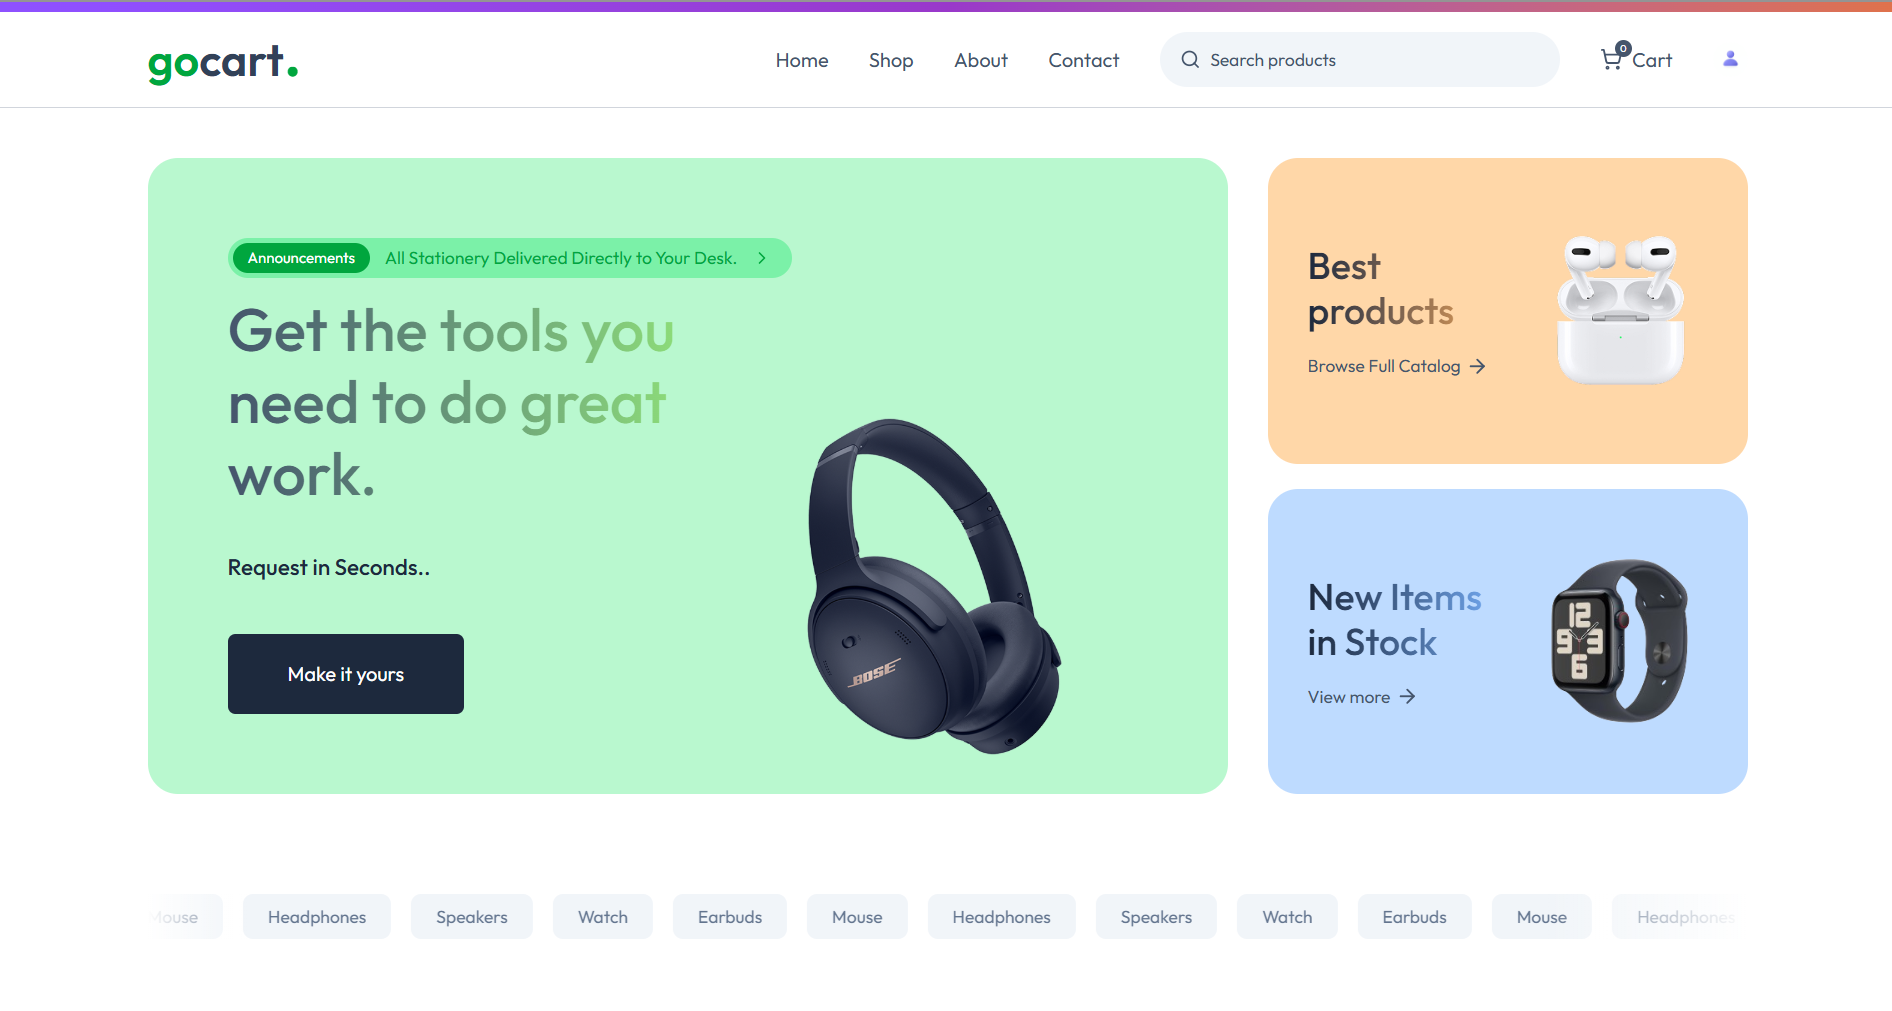 gocart.
Home
Shop
About
Contact
Search products
0
Cart
Announcements
All Stationery Delivered Directly to Your Desk.
Get the tools you
need to do great
work.
Request in Seconds..
Make it yours
BOSE
Best
products
Browse Full Catalog
New Items
in Stock
View more
12
9 3
6
Mouse
Headphones
Speakers
Watch
Earbuds
Mouse
Headphones
Speakers
Watch
Earbuds
Mouse
Headphones